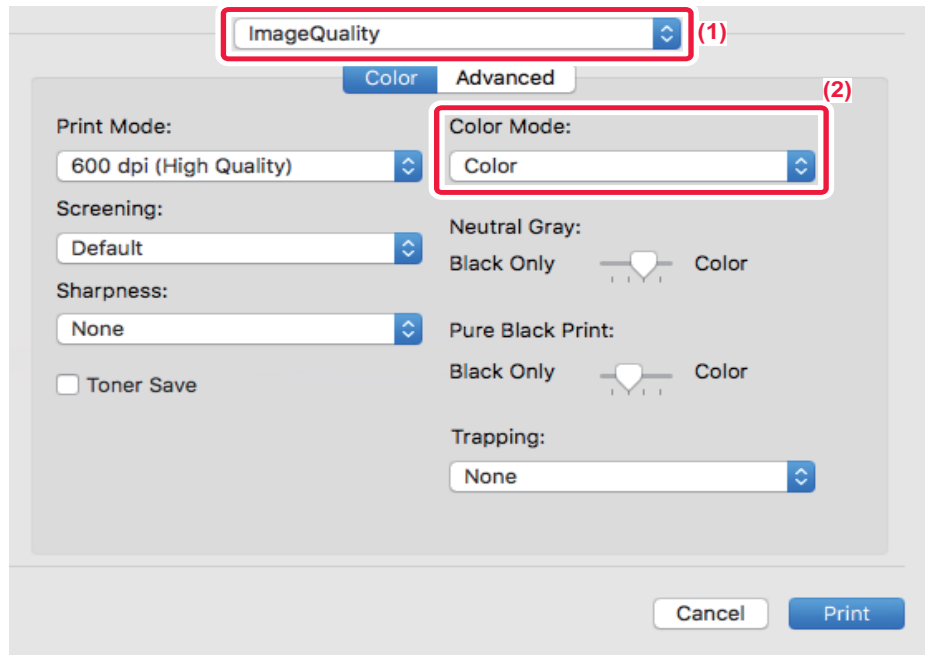 ImageQuality (1)
Color Advanced
(2)
Print Mode:
600 dpi (High Quality)
Screening:
Default
Sharpness:
None
Toner Save
Color Mode:
Color
Neutral Gray:
Black Only Color
Pure Black Print:
Black Only Color
Trapping:
None
Cancel Print